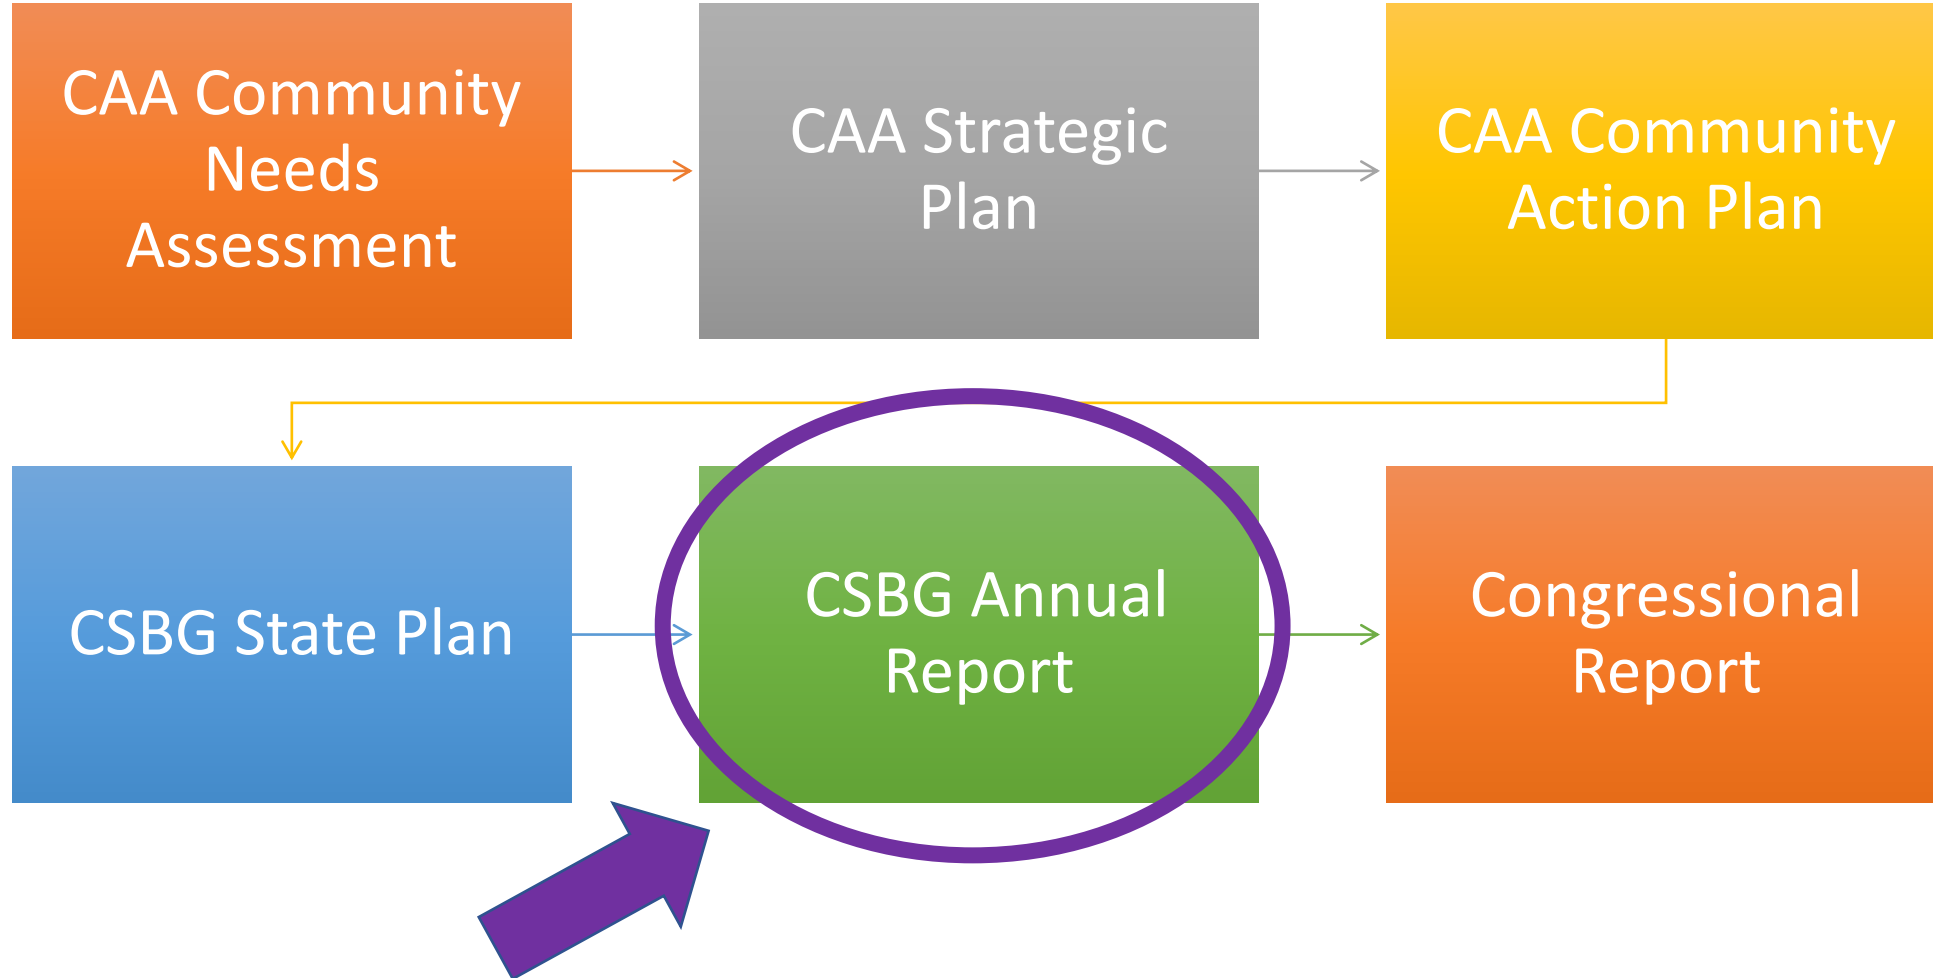 CAA Community
Needs
Assessment
CAA Strategic
Plan
CAA Community
Action Plan
CSBG State Plan
CSBG Annual
Report
Congressional
Report